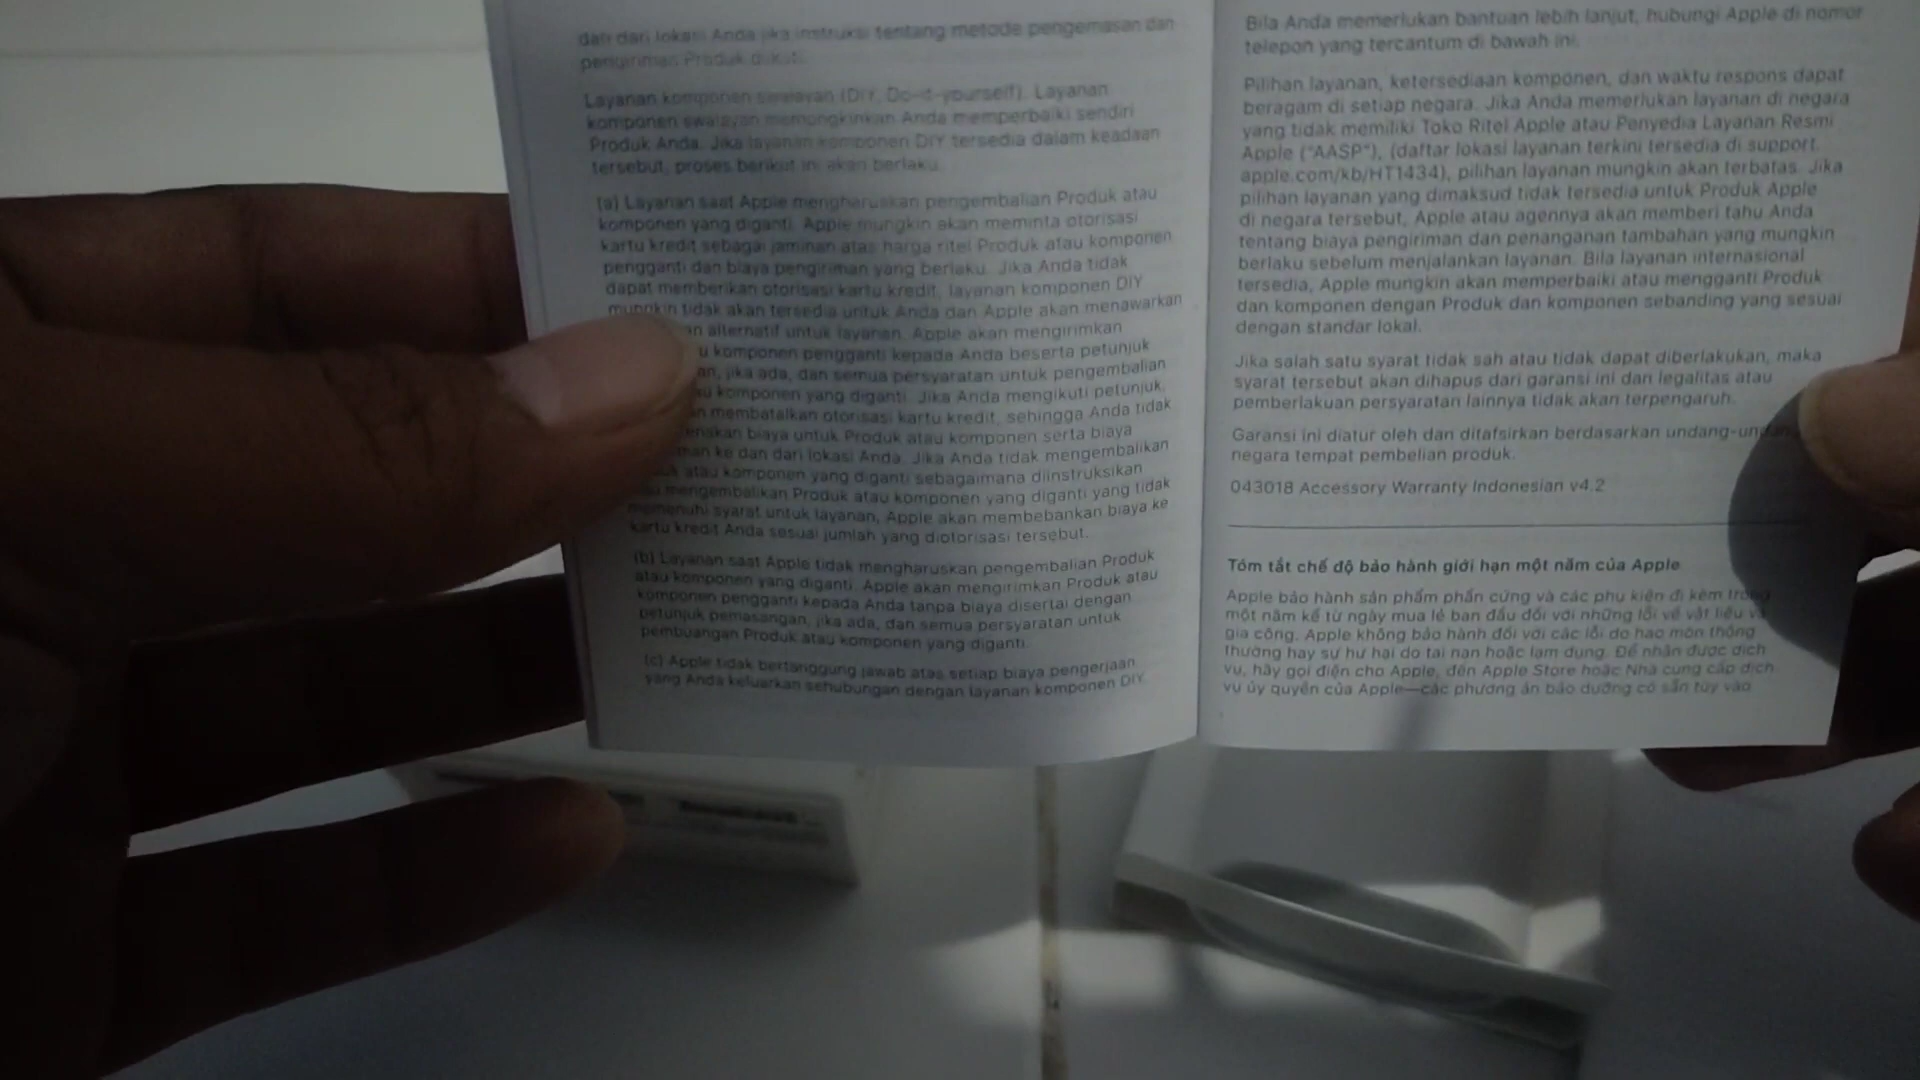 dan dari lokasi Anda jika instruksi tentang metode pengemasan dan
pengiriman Produk diikuti.
Layanan komponen swalayan (DIY, Do-it-yourself). Layanan
komponen swalayan memungkinkan Anda memperbaiki sendiri
Produk Anda. Jika layanan komponen DIY tersedia dalam keadaan
tersebut, proses berikut ini akan berlaku.
(a) Layanan saat Apple mengharuskan pengembalian Produk atau
komponen yang diganti. Apple mungkin akan meminta otorisasi
kartu kredit sebagai jaminan atas harga ritel Produk atau komponen
pengganti dan biaya pengiriman yang berlaku. Jika Anda tidak
dapat memberikan otorisasi kartu kredit, layanan komponen DIY
mungkin tidak akan tersedia untuk Anda dan Apple akan menawarkan
an alternatif untuk layanan. Apple akan mengirimkan
u komponen pengganti kepada Anda beserta petunjuk
an, jika ada, dan semua persyaratan untuk pengembalian
au komponen yang diganti. Jika Anda mengikuti petunjuk,
n membatalkan otorisasi kartu kredit, sehingga Anda tidak
enakan biaya untuk Produk atau komponen serta biaya
man ke dan dari lokasi Anda. Jika Anda tidak mengembalikan
atau komponen yang diganti sebagaimana diinstruksikan
mengembalikan Produk atau komponen yang diganti yang tidak
memenuhi syarat untuk layanan, Apple akan membebankan biaya ke
kartu kredit Anda sesuai jumlah yang diotorisasi tersebut.
(b) Layanan saat Apple tidak mengharuskan pengembalian Produk
atau komponen yang diganti. Apple akan mengirimkan Produk atau
komponen pengganti kepada Anda tanpa biaya disertai dengan
petunjuk pemasangan, jika ada, dan semua persyaratan untuk
pembuangan Produk atau komponen yang diganti.
(c) Apple tidak bertanggung jawab atas setiap biaya pengerjaan
yang Anda keluarkan sehubungan dengan layanan komponen DIY.
Bila Anda memerlukan bantuan lebih lanjut, hubungi Apple di nomor
telepon yang tercantum di bawah ini.
Pilihan layanan, ketersediaan komponen, dan waktu respons dapat
beragam di setiap negara. Jika Anda memerlukan layanan di negara
yang tidak memiliki Toko Ritel Apple atau Penyedia Layanan Resmi
Apple ("AASP"), (daftar lokasi layanan terkini tersedia di support.
apple.com/kb/HT1434), pilihan layanan mungkin akan terbatas. Jika
pilihan layanan yang dimaksud tidak tersedia untuk Produk Apple
di negara tersebut, Apple atau agennya akan memberi tahu Anda
tentang biaya pengiriman dan penanganan tambahan yang mungkin
berlaku sebelum menjalankan layanan. Bila layanan internasional
tersedia, Apple mungkin akan memperbaiki atau mengganti Produk
dan komponen dengan Produk dan komponen sebanding yang sesuai
dengan standar lokal.
Jika salah satu syarat tidak sah atau tidak dapat diberlakukan, maka
syarat tersebut akan dihapus dari garansi ini dan legalitas atau
pemberlakuan persyaratan lainnya tidak akan terpengaruh.
Garansi ini diatur oleh dan ditafsirkan berdasarkan undang-undang
negara tempat pembelian produk.
043018 Accessory Warranty Indonesian v4.2
Tóm tắt chế độ bảo hành giới hạn một năm của Apple
Apple bảo hành sản phẩm phần cứng và các phụ kiện đi kèm trong
một năm kể từ ngày mua lẻ ban đầu đối với những lỗi về vật liệu và
gia công. Apple không bảo hành đối với các lỗi do hao mòn thông
thường hay sự hư hại do tai nạn hoặc lạm dụng. Để nhận được dịch
vụ, hãy gọi điện cho Apple, đến Apple Store hoặc Nhà cung cấp dịch
vụ ủy quyền của Apple—các phương án bảo dưỡng có sẵn tùy vào